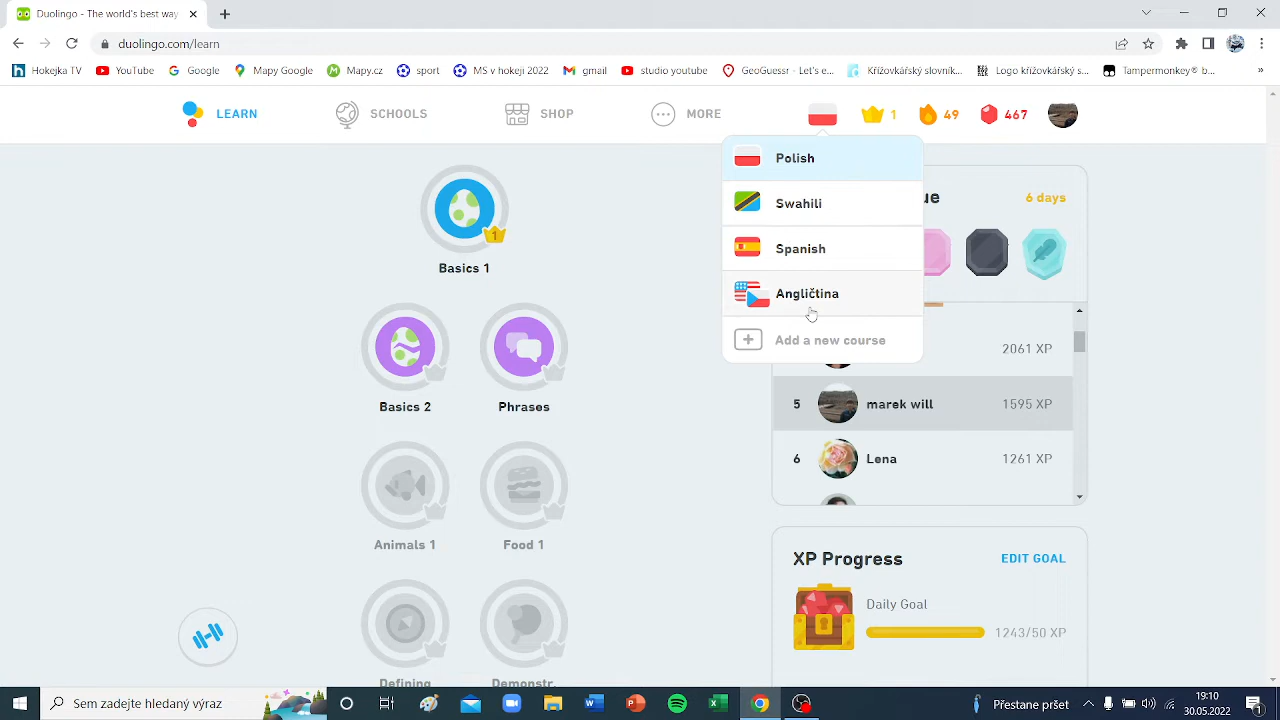 Duolingo - The world's best way
duolingo.com/learn
Hokejka TV
YouTube
Google
Mapy Google
Mapy.cz
sport
MS v hokeji 2022
gmail
studio youtube
GeoGuessr - Let's...
Křížovkářský slovník...
Logo křížovkářský s...
Tampermonkey®...
LEARN
SCHOOLS
SHOP
MORE
1
49
467
Polish
Swahili
Spanish
Angličtina
Add a new course
ue
6 days
1
Basics 1
Basics 2
Phrases
Animals 1
Food 1
Defining
Demonstr.
2061 XP
5
marek will
1595 XP
6
Lena
1261 XP
XP Progress
EDIT GOAL
Daily Goal
1243/50 XP
Sem zadejte hledaný výraz
Přečtené ptáky
19:10
30.05.2022